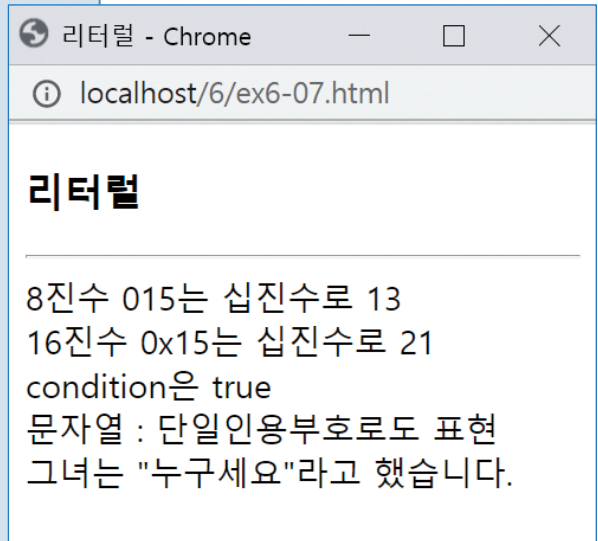 리터럴 - Chrome
localhost/6/ex6-07.html
리터럴
8진수 015는 십진수로 13
16진수 0x15는 십진수로 21
condition은 true
문자열 : 단일인용부호로도 표현
그녀는 "누구세요"라고 했습니다.